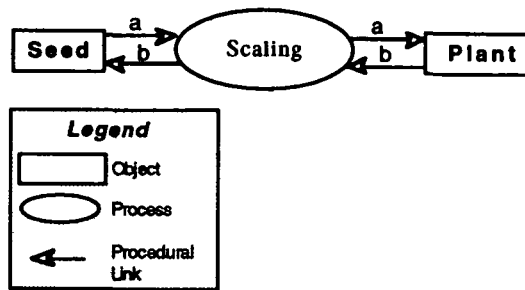 a
a
Seed
Scaling
Plant
b
b
Legend
Object
Process
Procedural
Link